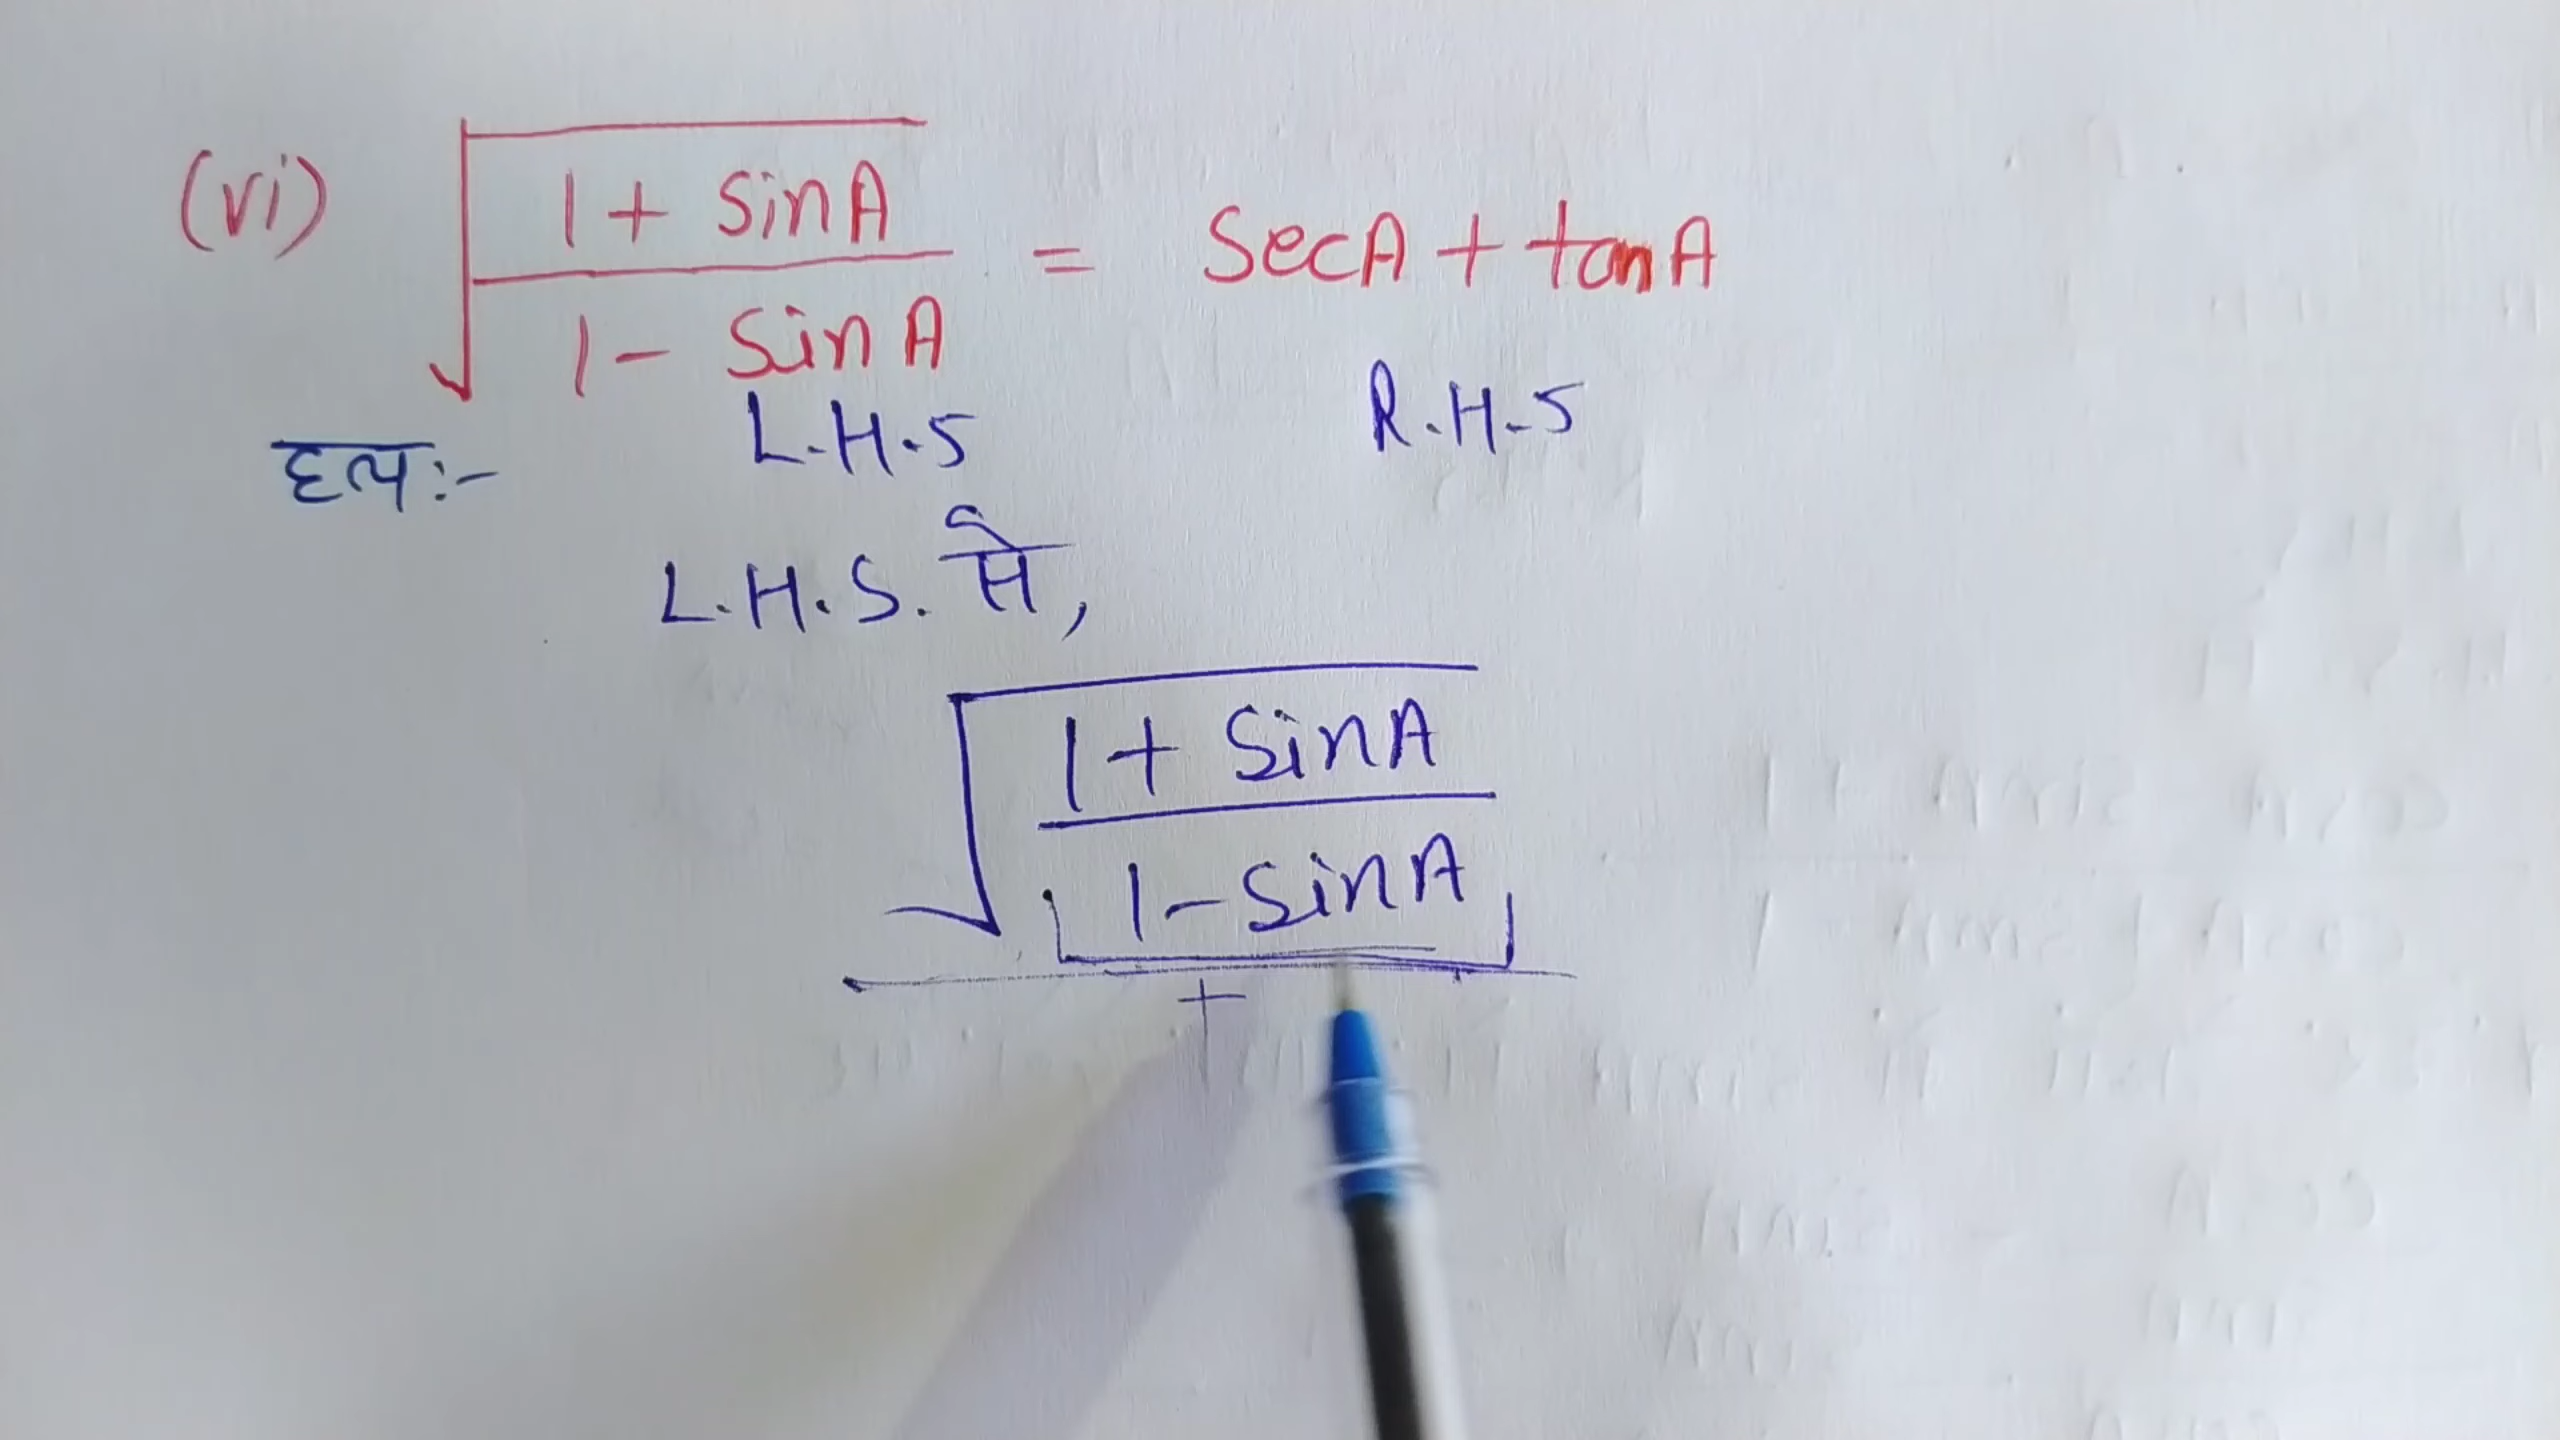 (vi) √((1 + sinA)/(1 - sinA)) = secA + tanA
L.H.S R.H.S
हल:-
L.H.S. से,
√((1 + sinA)/(1 - sinA))
+